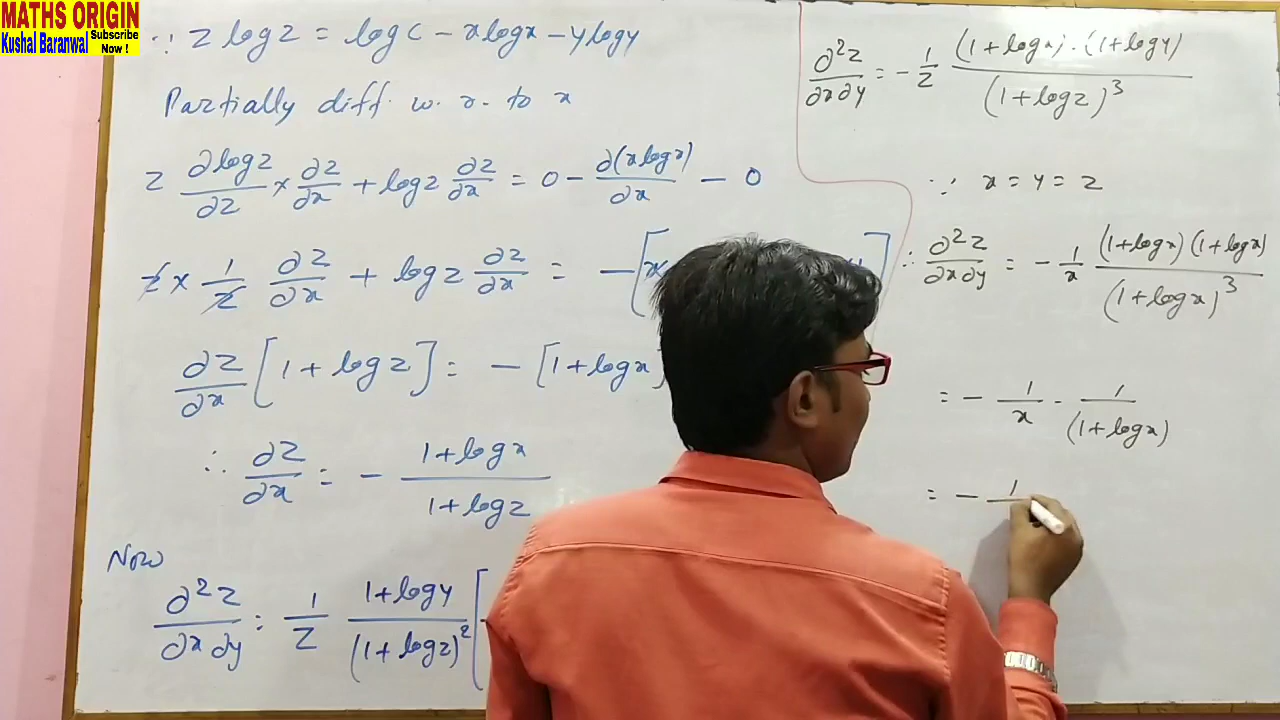 MATHS ORIGIN
Kushal Baranwal Subscribe Now !
∵ z log z = log c - x log x - y log y
Partially diff. w. r. to x
z ∂log z/∂z × ∂z/∂x + log z ∂z/∂x = 0 - ∂(x log x)/∂x - 0
z × 1/z ∂z/∂x + log z ∂z/∂x = - [x
∂z/∂x [1 + log z] = - [1 + log x]
∴ ∂z/∂x = - (1 + log x)/(1 + log z)
Now
∂²z/∂x∂y = 1/z (1 + log y)/(1 + log z)² [
∂²z/∂x∂y = - 1/z (1 + log x) . (1 + log y)/(1 + log z)³
∵ x = y = z
∴ ∂²z/∂x∂y = - 1/x (1 + log x) (1 + log x)/(1 + log x)³
= - 1/x . 1/(1 + log x)
= - 1